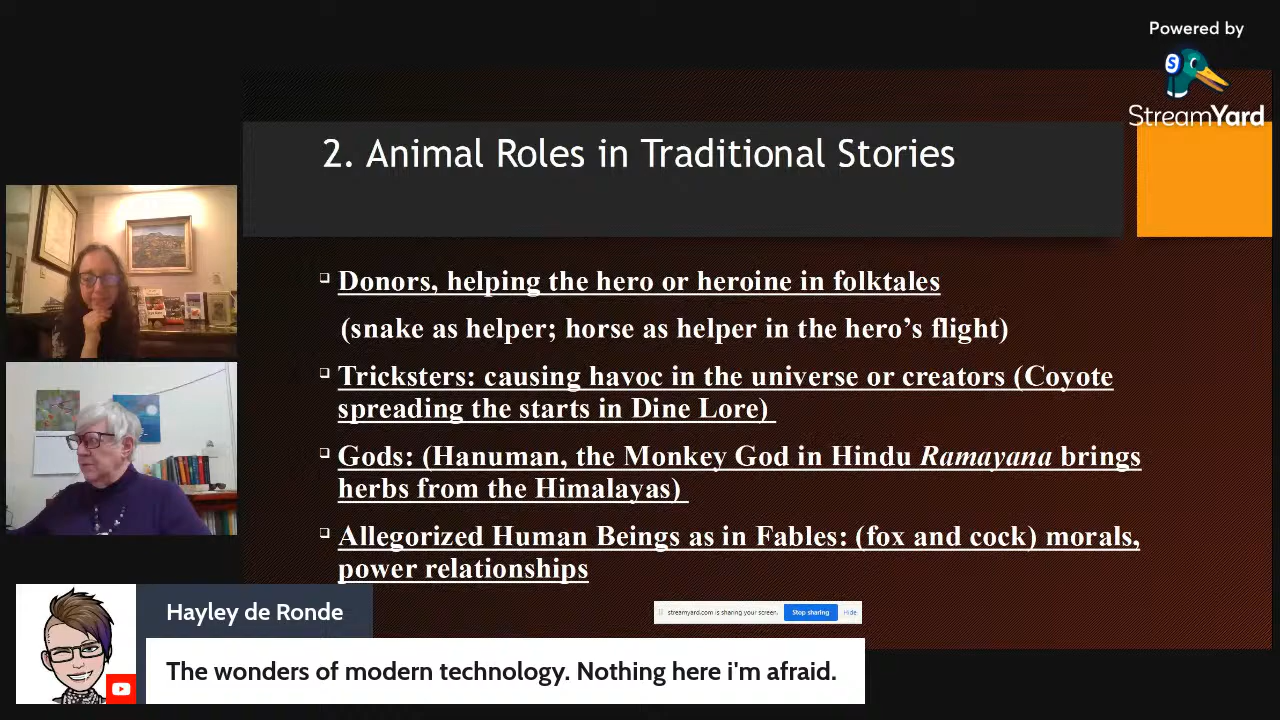 Powered by
StreamYard
2. Animal Roles in Traditional Stories
Donors, helping the hero or heroine in folktales
(snake as helper; horse as helper in the hero’s flight)
Tricksters: causing havoc in the universe or creators (Coyote
spreading the starts in Dine Lore)
Gods: (Hanuman, the Monkey God in Hindu Ramayana brings
herbs from the Himalayas)
Allegorized Human Beings as in Fables: (fox and cock) morals,
power relationships
streamyard.com is sharing your screen.
Stop sharing
Hide
Hayley de Ronde
The wonders of modern technology. Nothing here i'm afraid.